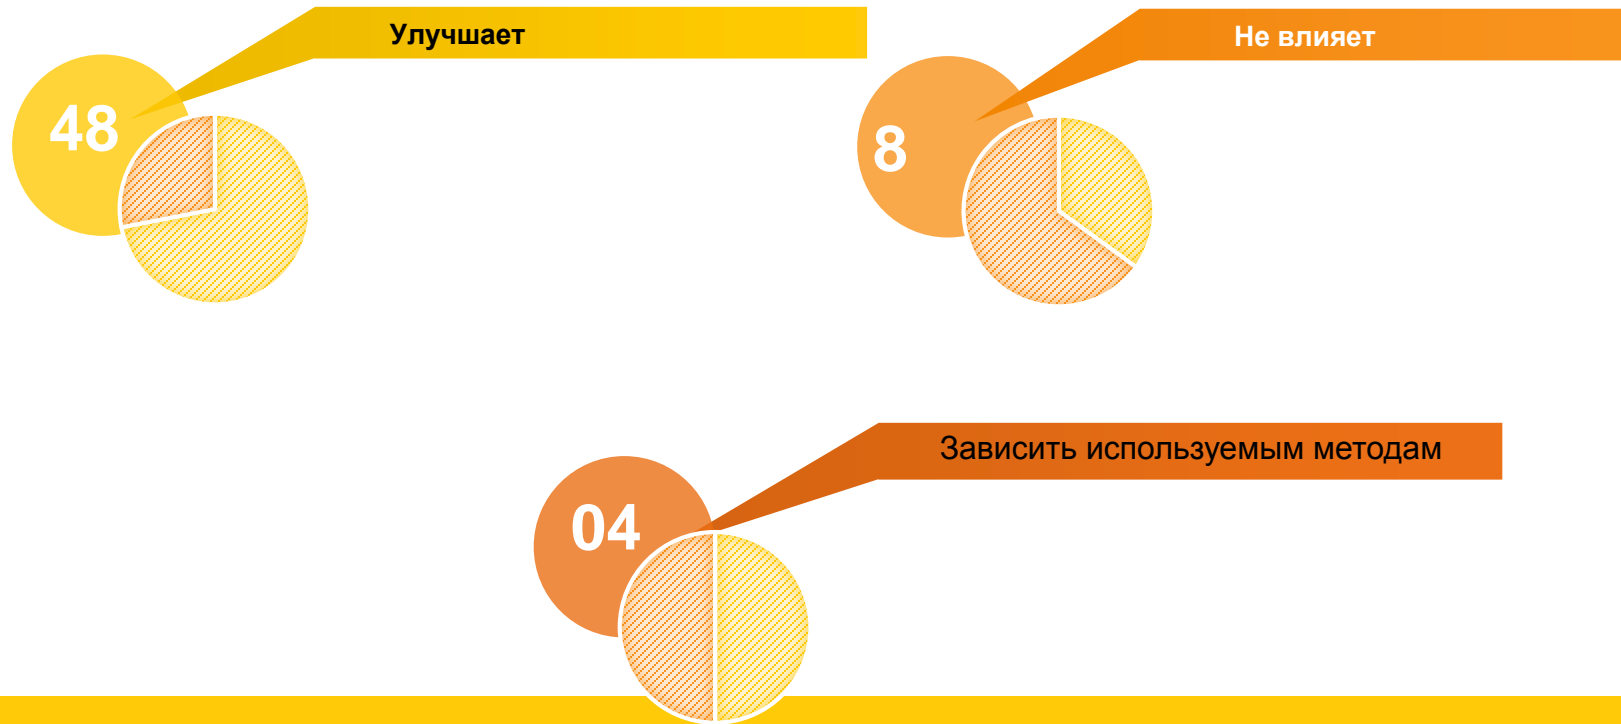 Улучшает
48
Не влияет
8
Зависить используемым методам
04